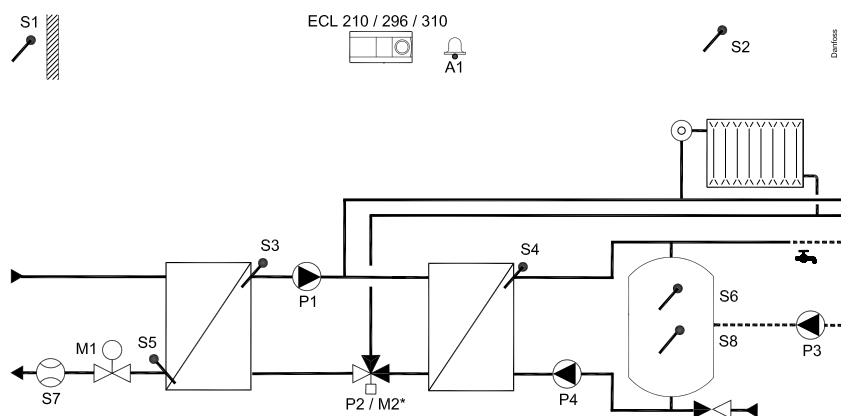 S1
ECL 210 / 296 / 310
A1
S2
Danfoss
S3
P1
S4
S6
S8
P3
M1
S5
S7
P2 / M2*
P4